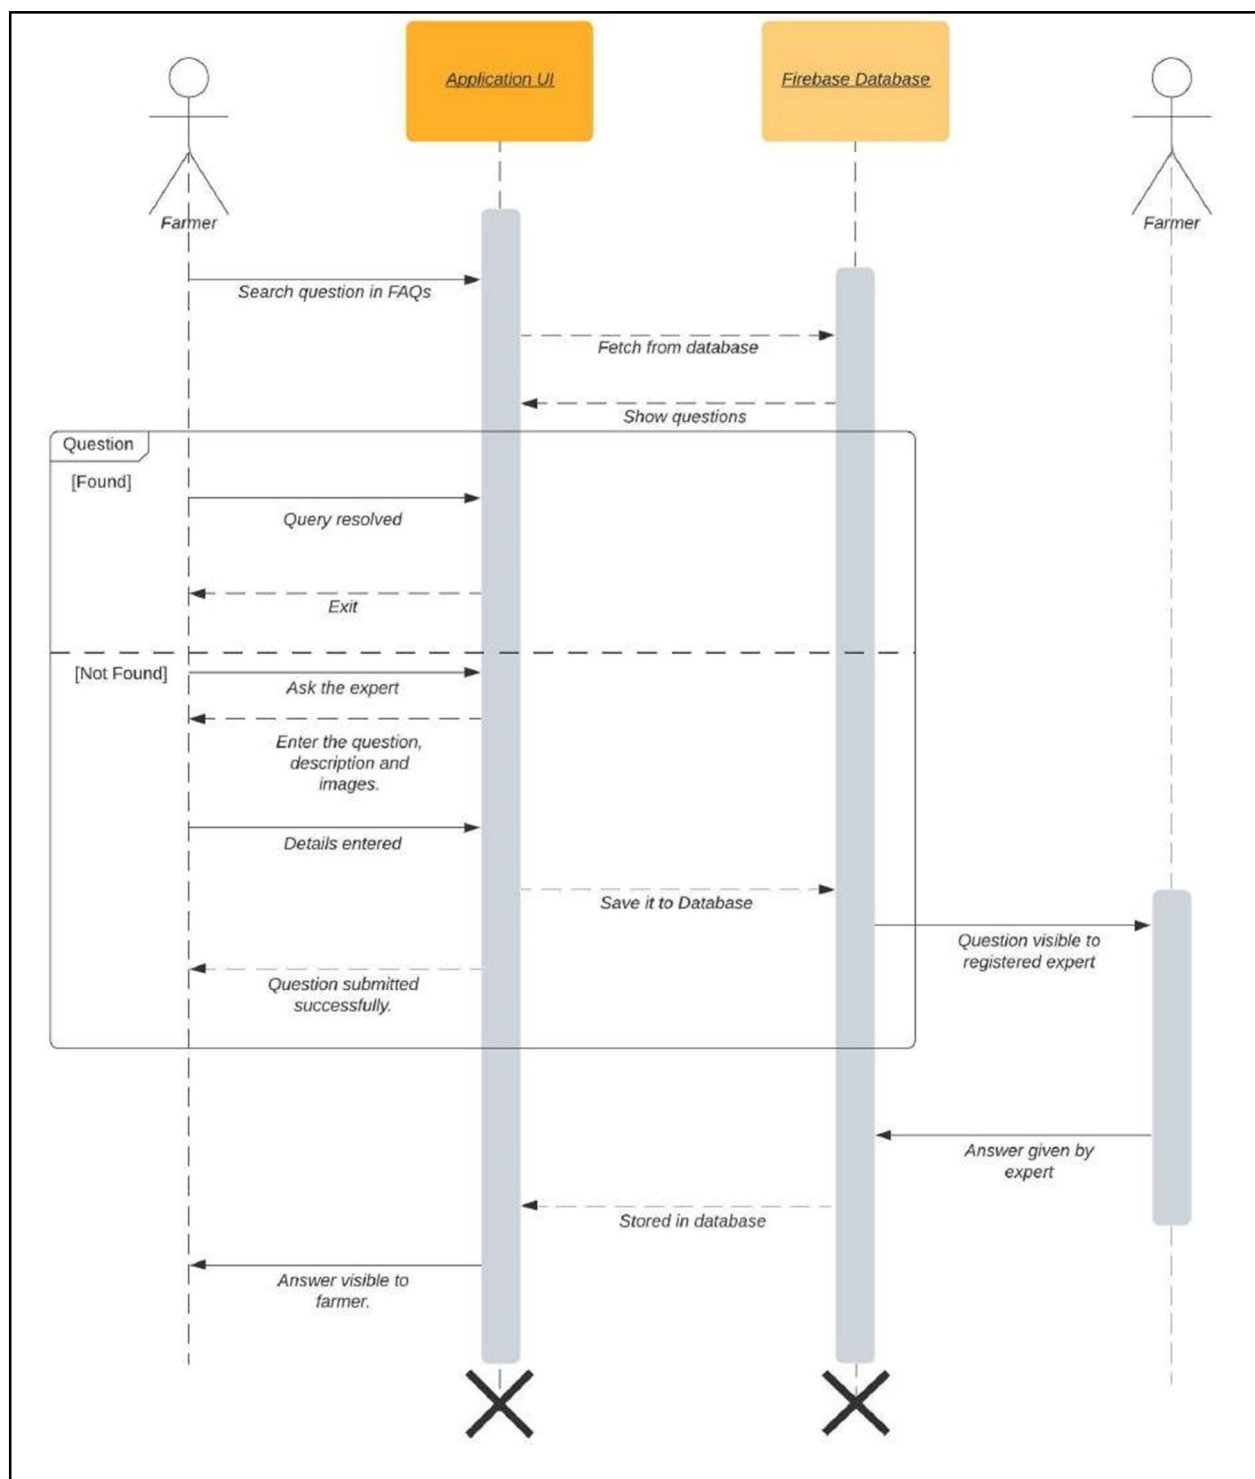 Application UI
Firebase Database
Farmer
Farmer
Search question in FAQs
Fetch from database
Show questions
Question
[Found]
Query resolved
Exit
[Not Found]
Ask the expert
Enter the question,
description and
images.
Details entered
Save it to Database
Question visible to
registered expert
Question submitted
successfully.
Answer given by
expert
Stored in database
Answer visible to
farmer.